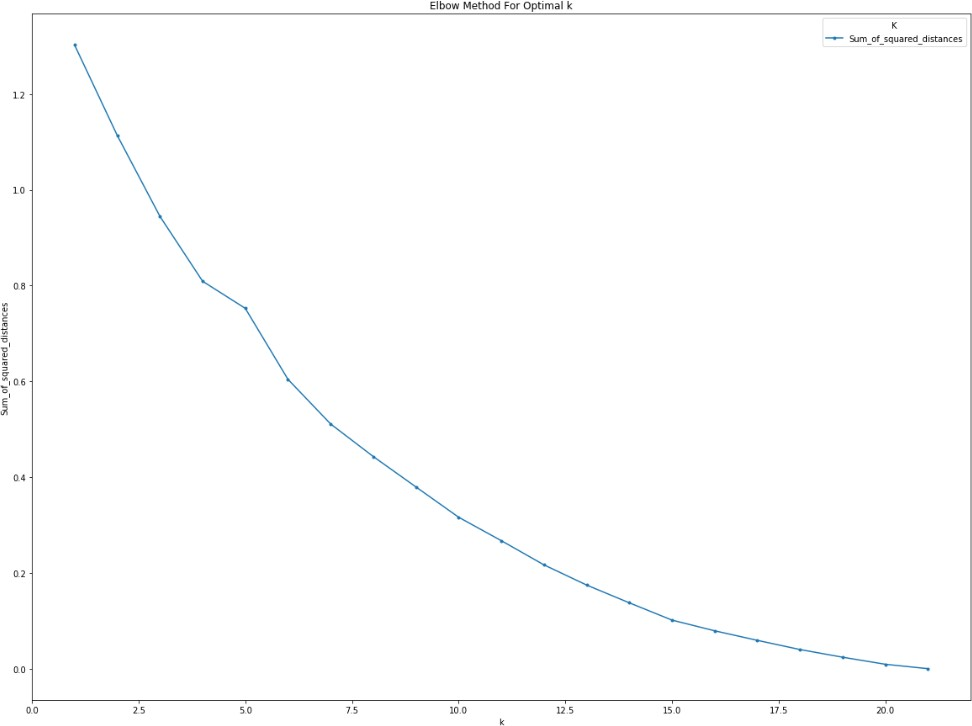 Elbow Method For Optimal k
K
Sum_of_squared_distances
Sum_of_squared_distances
1.2
1.0
0.8
0.6
0.4
0.2
0.0
0.0 2.5 5.0 7.5 10.0 12.5 15.0 17.5 20.0
k